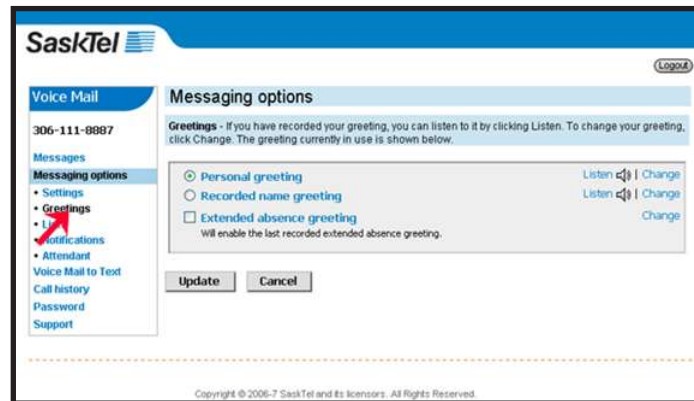 SaskTel
Logout
Voice Mail
306-111-8887
Messages
Messaging options
• Settings
• Greetings
• Notifications
• Attendant
Voice Mail to Text
Call history
Password
Support
Messaging options
Greetings - If you have recorded your greeting, you can listen to it by clicking Listen. To change your greeting,
click Change. The greeting currently in use is shown below.
Personal greeting Listen | Change
Recorded name greeting Listen | Change
Extended absence greeting Change
Will enable the last recorded extended absence greeting.
Update Cancel
Copyright © 2006-7 SaskTel and its licensors. All Rights Reserved.